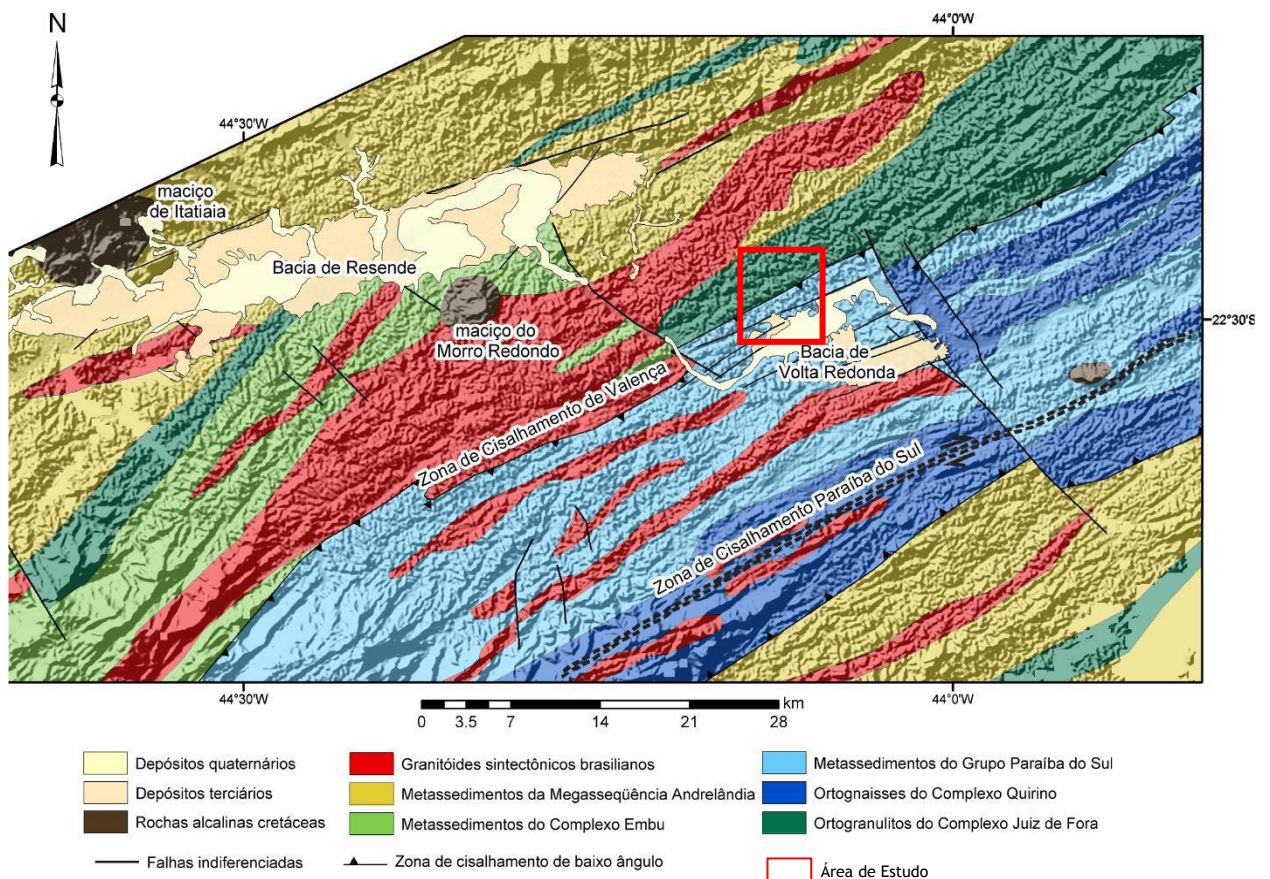 N
44°0'W
44°30'W
maciço
de Itatiaia
Bacia de Resende
maciço do
Morro Redondo
22°30'S
Bacia de
Volta Redonda
Zona de Cisalhamento de Valença
Zona de Cisalhamento Paraíba do Sul
44°30'W
44°0'W
km
0 3.5 7 14 21 28
Depósitos quaternários
Granitóides sintectônicos brasilianos
Metassedimentos do Grupo Paraíba do Sul
Depósitos terciários
Metassedimentos da Megasseqüência Andrelândia
Ortognaisses do Complexo Quirino
Rochas alcalinas cretáceas
Metassedimentos do Complexo Embu
Ortogranulitos do Complexo Juiz de Fora
Falhas indiferenciadas
Zona de cisalhamento de baixo ângulo
Área de Estudo